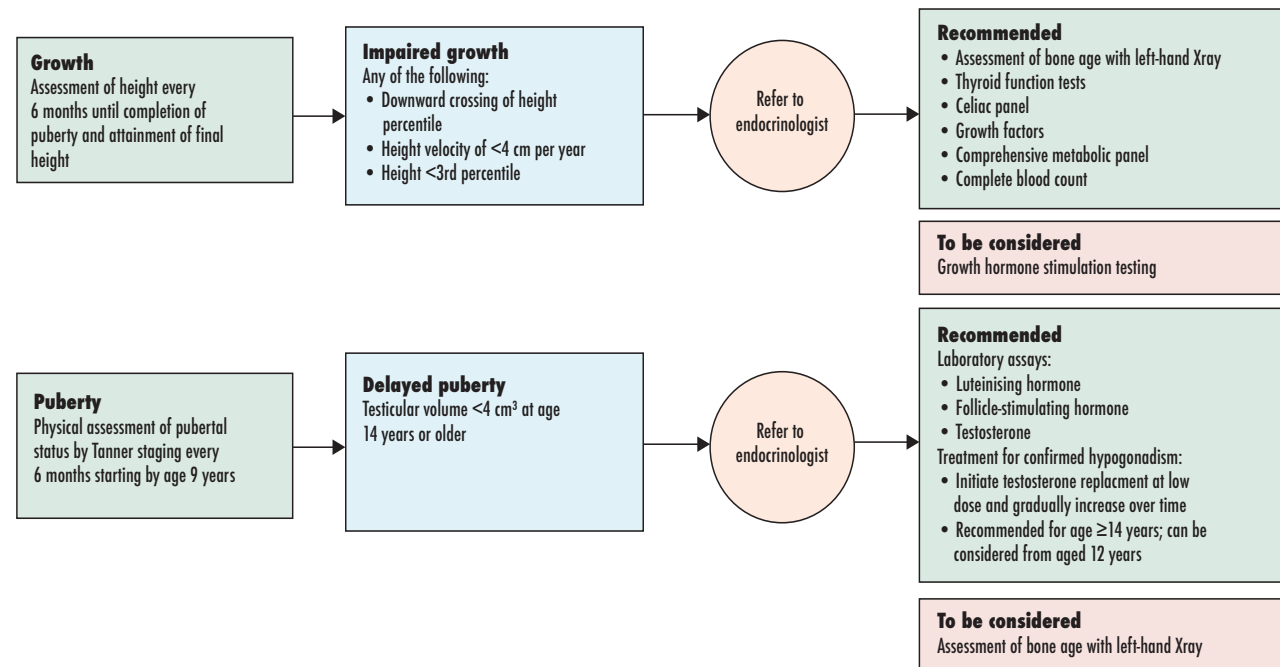 Growth
Assessment of height every
6 months until completion of
puberty and attainment of final
height
Impaired growth
Any of the following:
• Downward crossing of height
percentile
• Height velocity of <4 cm per year
• Height <3rd percentile
Refer to
endocrinologist
Recommended
• Assessment of bone age with left-hand Xray
• Thyroid function tests
• Celiac panel
• Growth factors
• Comprehensive metabolic panel
• Complete blood count
To be considered
Growth hormone stimulation testing
Puberty
Physical assessment of pubertal
status by Tanner staging every
6 months starting by age 9 years
Delayed puberty
Testicular volume <4 cm³ at age
14 years or older
Refer to
endocrinologist
Recommended
Laboratory assays:
• Luteinising hormone
• Follicle-stimulating hormone
• Testosterone
Treatment for confirmed hypogonadism:
• Initiate testosterone replacment at low
dose and gradually increase over time
• Recommended for age ≥14 years; can be
considered from aged 12 years
To be considered
Assessment of bone age with left-hand Xray